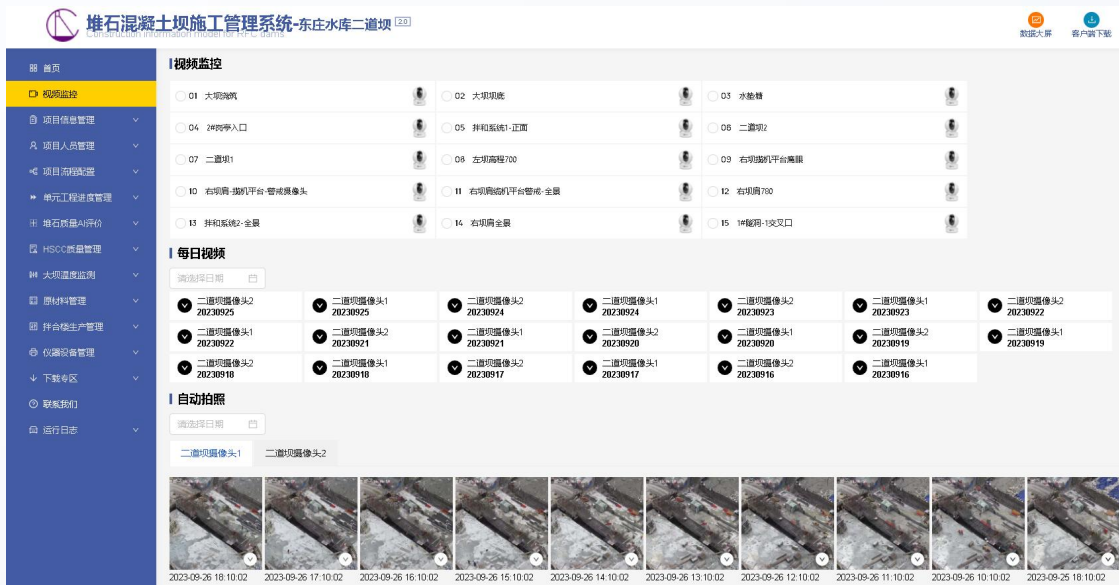 堆石混凝土坝施工管理系统-东庄水库二道坝 2.0
Construction information model for RFC dams
数据大屏
客户端下载
首页
视频监控
项目信息管理
项目人员管理
项目流程配置
单元工程进度管理
堆石质量AI评价
HSCC质量管理
大坝温度监测
原材料管理
拌合楼生产管理
仪器设备管理
下载专区
联系我们
运行日志
视频监控
01 大坝浇筑
02 大坝坝底
03 水垫塘
04 2#岗亭入口
05 拌和系统1-正面
06 二道坝2
07 二道坝1
08 左坝高程700
09 右坝摄机平台鹰眼
10 右坝肩-摄机平台-警戒摄像头
11 右坝肩缆机平台警戒-全景
12 右坝肩780
13 拌和系统2-全景
14 右坝肩全景
15 1#隧洞-1交叉口
每日视频
请选择日期
二道坝摄像头2
20230925
二道坝摄像头1
20230925
二道坝摄像头2
20230924
二道坝摄像头1
20230924
二道坝摄像头2
20230923
二道坝摄像头1
20230923
二道坝摄像头2
20230922
二道坝摄像头1
20230922
二道坝摄像头2
20230921
二道坝摄像头1
20230921
二道坝摄像头2
20230920
二道坝摄像头1
20230920
二道坝摄像头2
20230919
二道坝摄像头1
20230919
二道坝摄像头2
20230918
二道坝摄像头1
20230918
二道坝摄像头2
20230917
二道坝摄像头1
20230917
二道坝摄像头2
20230916
二道坝摄像头1
20230916
自动拍照
请选择日期
二道坝摄像头1
二道坝摄像头2
2023-09-26 18:10:02
2023-09-26 17:10:02
2023-09-26 16:10:02
2023-09-26 15:10:02
2023-09-26 14:10:02
2023-09-26 13:10:02
2023-09-26 12:10:02
2023-09-26 11:10:02
2023-09-26 10:10:02
2023-09-25 18:10:02